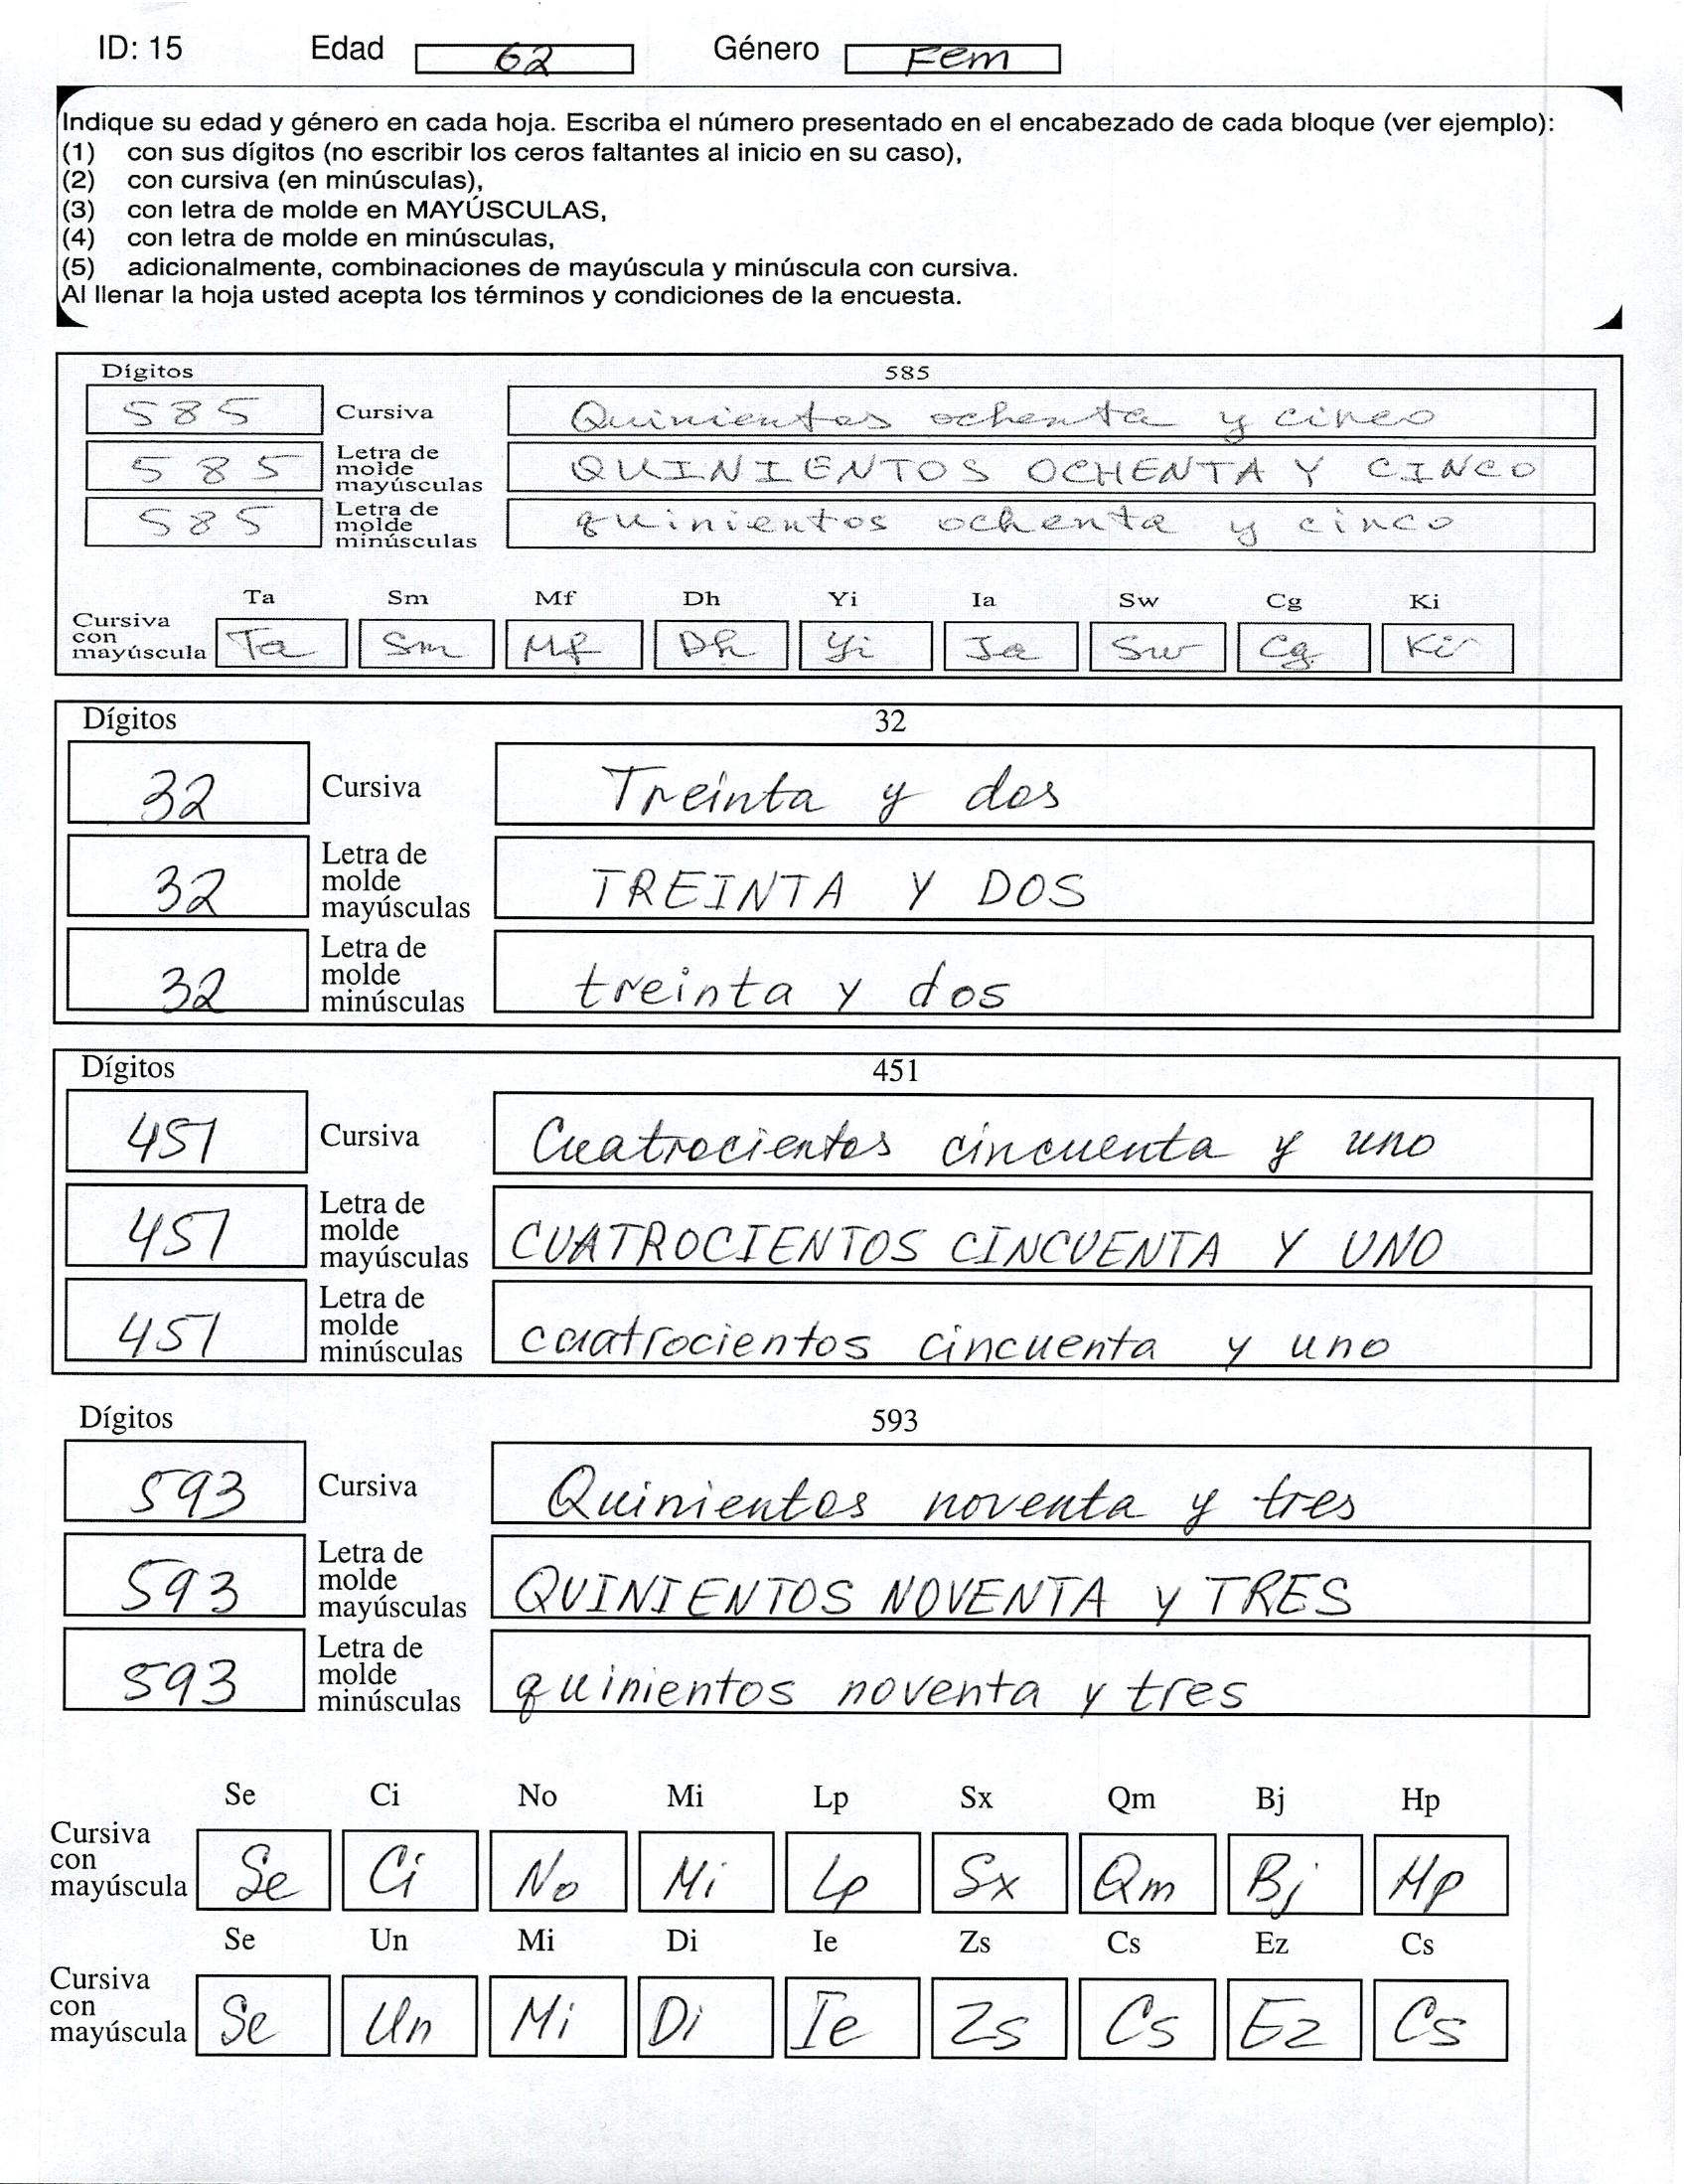 ID: 15 Edad 62 Género Fem
Indique su edad y género en cada hoja. Escriba el número presentado en el encabezado de cada bloque (ver ejemplo):
(1) con sus dígitos (no escribir los ceros faltantes al inicio en su caso),
(2) con cursiva (en minúsculas),
(3) con letra de molde en MAYÚSCULAS,
(4) con letra de molde en minúsculas,
(5) adicionalmente, combinaciones de mayúscula y minúscula con cursiva.
Al llenar la hoja usted acepta los términos y condiciones de la encuesta.
Dígitos 585
585 Cursiva Quinientos ochenta y cinco
585 Letra de molde mayúsculas QUINIENTOS OCHENTA Y CINCO
585 Letra de molde minúsculas quinientos ochenta y cinco
Ta Sm Mf Dh Yi Ia Sw Cg Ki
Cursiva con mayúscula Ta Sm Mf Dh Yi Ia Sw Cg Ki
Dígitos 32
32 Cursiva Treinta y dos
32 Letra de molde mayúsculas TREINTA Y DOS
32 Letra de molde minúsculas treinta y dos
Dígitos 451
451 Cursiva Cuatrocientos cincuenta y uno
451 Letra de molde mayúsculas CUATROCIENTOS CINCUENTA Y UNO
451 Letra de molde minúsculas cuatrocientos cincuenta y uno
Dígitos 593
593 Cursiva Quinientos noventa y tres
593 Letra de molde mayúsculas QUINIENTOS NOVENTA y TRES
593 Letra de molde minúsculas quinientos noventa y tres
Se Ci No Mi Lp Sx Qm Bj Hp
Cursiva con mayúscula Se Ci No Mi Lp Sx Qm Bj Hp
Se Un Mi Di Ie Zs Cs Ez Cs
Cursiva con mayúscula Se Un Mi Di Ie Zs Cs Ez Cs